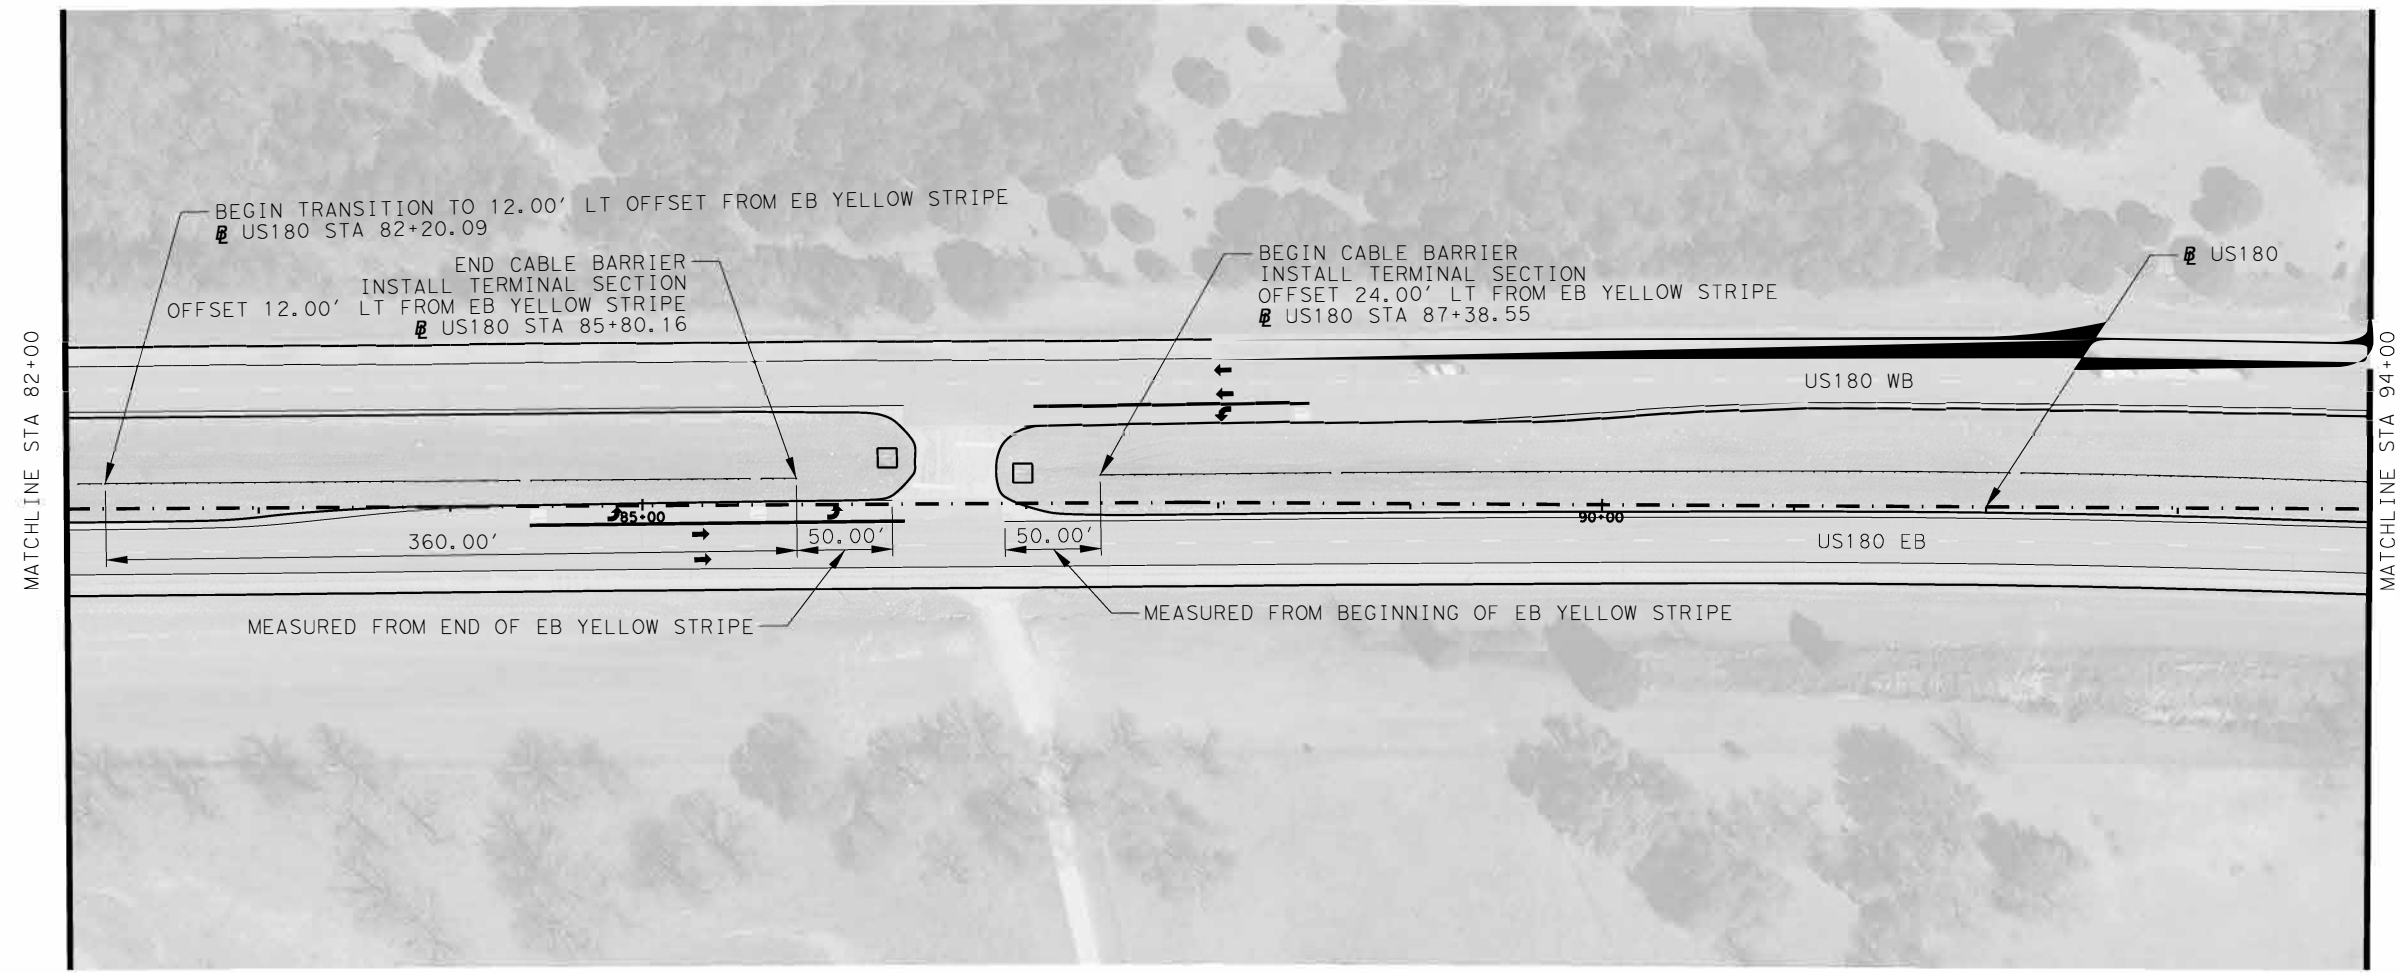 BEGIN TRANSITION TO 12.00' LT OFFSET FROM EB YELLOW STRIPE
℄ US180 STA 82+20.09
END CABLE BARRIER
INSTALL TERMINAL SECTION
OFFSET 12.00' LT FROM EB YELLOW STRIPE
℄ US180 STA 85+80.16
BEGIN CABLE BARRIER
INSTALL TERMINAL SECTION
OFFSET 24.00' LT FROM EB YELLOW STRIPE
℄ US180 STA 87+38.55
℄ US180
MATCHLINE STA 82+00
MATCHLINE STA 94+00
US180 WB
85+00
90+00
360.00'
50.00'
50.00'
US180 EB
MEASURED FROM END OF EB YELLOW STRIPE
MEASURED FROM BEGINNING OF EB YELLOW STRIPE